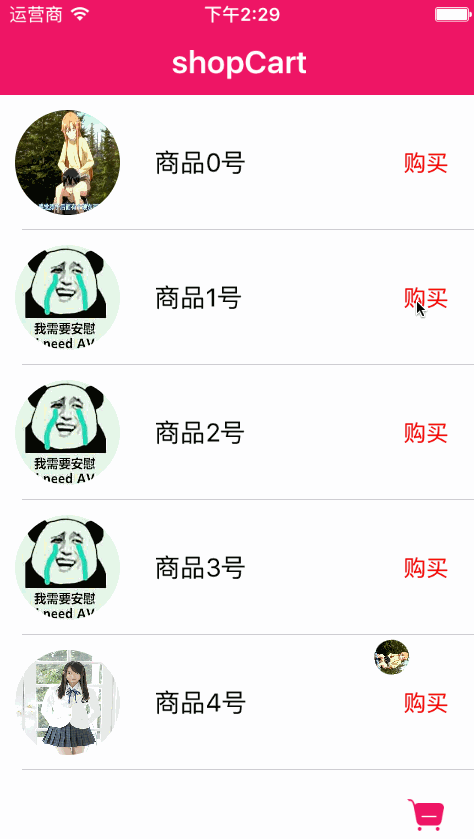 运营商 下午2:29
shopCart
商品0号 购买
商品1号 购买
我需要安慰
I need AV
商品2号 购买
我需要安慰
I need AV
商品3号 购买
我需要安慰
I need AV
商品4号 购买